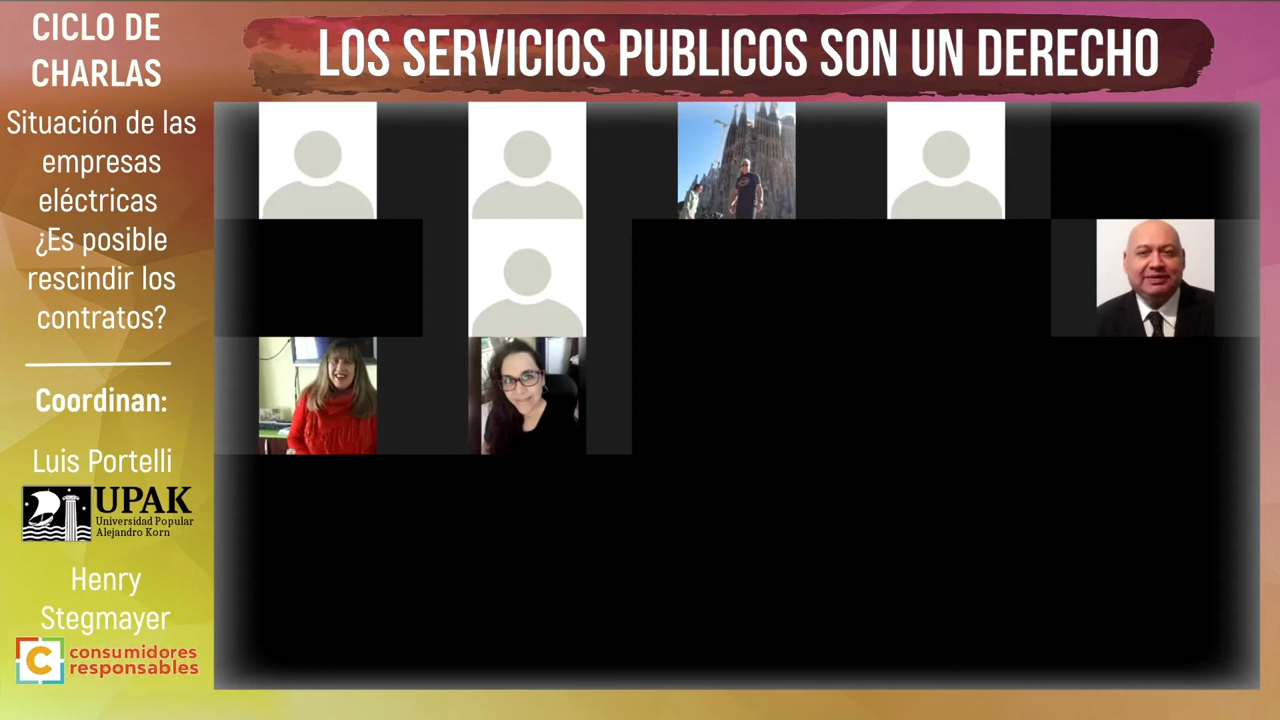 CICLO DE
CHARLAS
LOS SERVICIOS PUBLICOS SON UN DERECHO
Situación de las
empresas
eléctricas
¿Es posible
rescindir los
contratos?
Coordinan:
Luis Portelli
UPAK
Universidad Popular
Alejandro Korn
Henry
Stegmayer
C consumidores
responsables